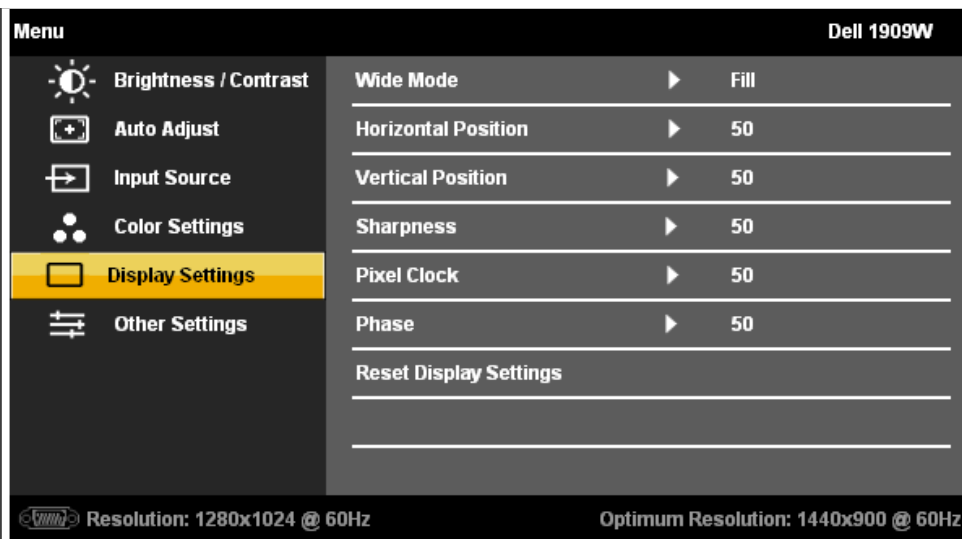 Menu Dell 1909W
Brightness / Contrast Wide Mode Fill
Auto Adjust Horizontal Position 50
Input Source Vertical Position 50
Color Settings Sharpness 50
Display Settings Pixel Clock 50
Other Settings Phase 50
Reset Display Settings
Resolution: 1280x1024 @ 60Hz Optimum Resolution: 1440x900 @ 60Hz